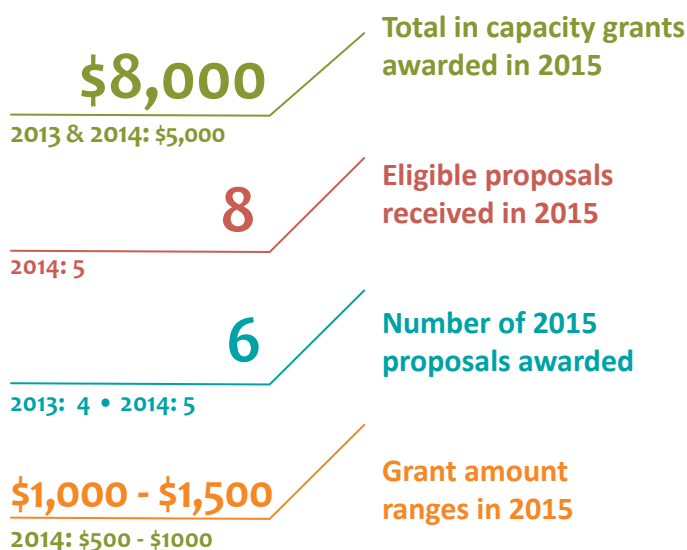 $8,000
Total in capacity grants
awarded in 2015
2013 & 2014: $5,000
8
Eligible proposals
received in 2015
2014: 5
6
Number of 2015
proposals awarded
2013: 4 • 2014: 5
$1,000 - $1,500
Grant amount
ranges in 2015
2014: $500 - $1000